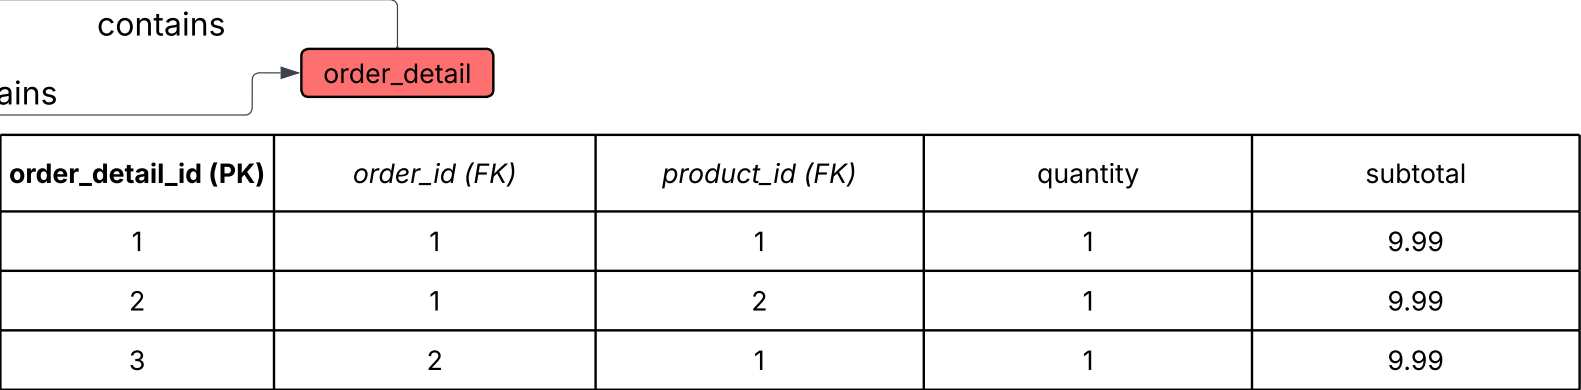 contains
order_detail
ains
order_detail_id (PK) order_id (FK) product_id (FK) quantity subtotal
1 1 1 1 9.99
2 1 2 1 9.99
3 2 1 1 9.99